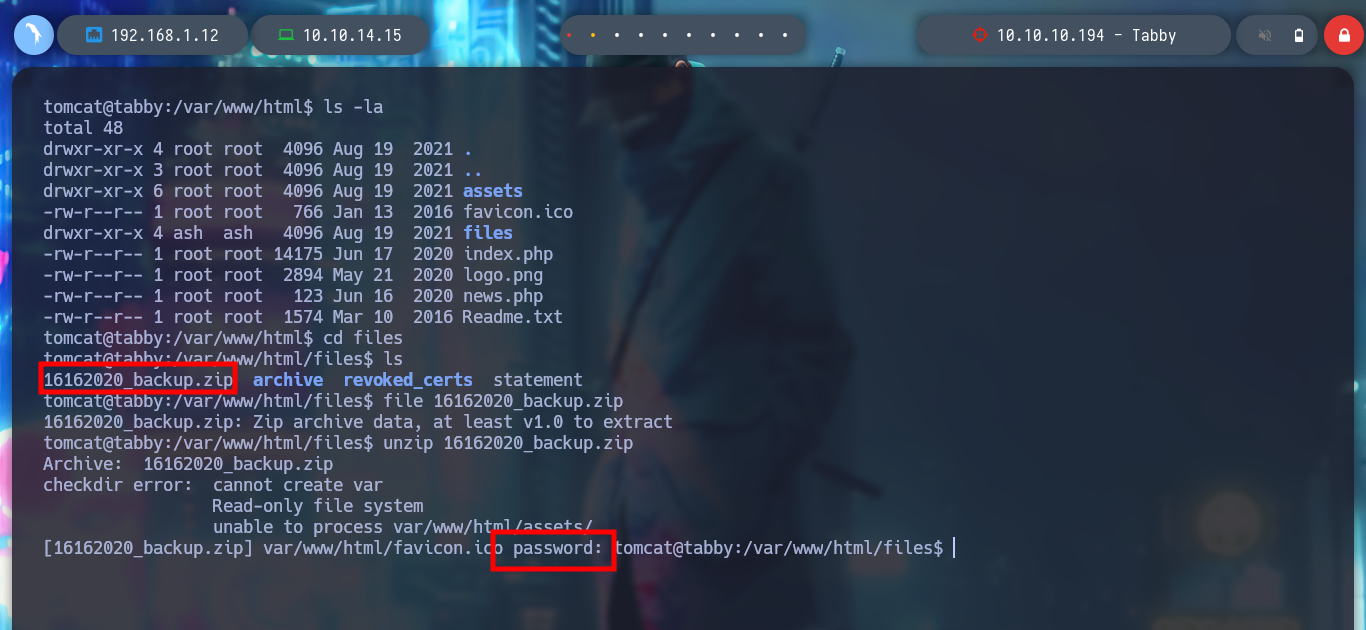 192.168.1.12 10.10.14.15 10.10.10.194 - Tabby
tomcat@tabby:/var/www/html$ ls -la
total 48
drwxr-xr-x 4 root root  4096 Aug 19  2021 .
drwxr-xr-x 3 root root  4096 Aug 19  2021 ..
drwxr-xr-x 6 root root  4096 Aug 19  2021 assets
-rw-r--r-- 1 root root   766 Jan 13  2016 favicon.ico
drwxr-xr-x 4 ash  ash   4096 Aug 19  2021 files
-rw-r--r-- 1 root root 14175 Jun 17  2020 index.php
-rw-r--r-- 1 root root  2894 May 21  2020 logo.png
-rw-r--r-- 1 root root   123 Jun 16  2020 news.php
-rw-r--r-- 1 root root  1574 Mar 10  2016 Readme.txt
tomcat@tabby:/var/www/html$ cd files
tomcat@tabby:/var/www/html/files$ ls
16162020_backup.zip  archive  revoked_certs  statement
tomcat@tabby:/var/www/html/files$ file 16162020_backup.zip
16162020_backup.zip: Zip archive data, at least v1.0 to extract
tomcat@tabby:/var/www/html/files$ unzip 16162020_backup.zip
Archive:  16162020_backup.zip
checkdir error:  cannot create var
                 Read-only file system
                 unable to process var/www/html/assets/
[16162020_backup.zip] var/www/html/favicon.ico password: tomcat@tabby:/var/www/html/files$